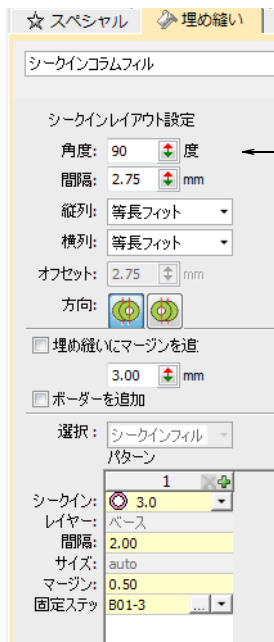 スペシャル 埋め縫い
シークインコラムフィル
シークインレイアウト設定
角度: 90 度
間隔: 2.75 mm
縦列: 等長フィット
横列: 等長フィット
オフセット: 2.75 mm
方向:
埋め縫いにマージンを追
3.00 mm
ボーダーを追加
選択: シークインフィル
パターン
1
シークイン: 3.0
レイヤー: ベース
間隔: 2.00
サイズ: auto
マージン: 0.50
固定ステッ B01-3 ...